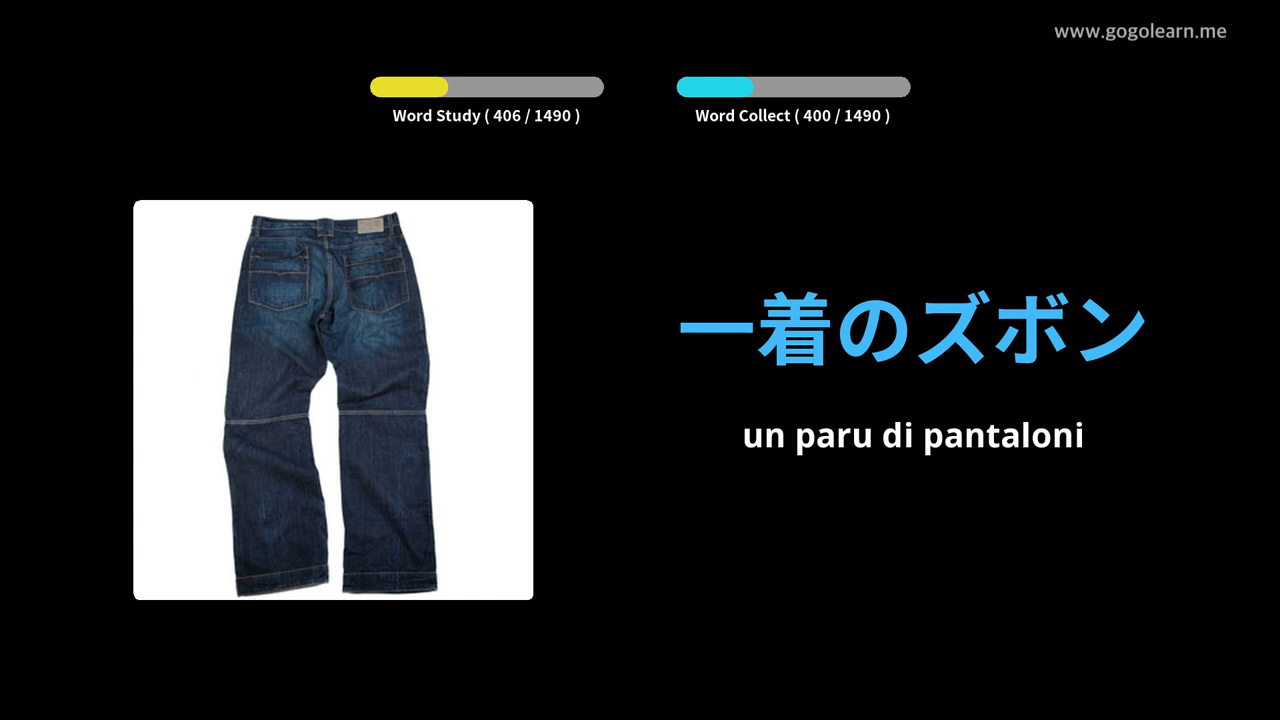 www.gogolearn.me
Word Study ( 406 / 1490 )
Word Collect ( 400 / 1490 )
一着のズボン
un paru di pantaloni